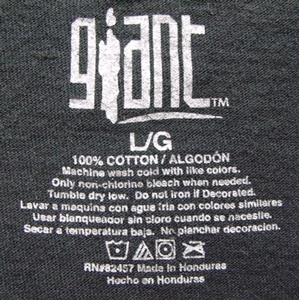 giant TM
L/G
100% COTTON / ALGODÓN
Machine wash cold with like colors.
Only non-chlorine bleach when needed.
Tumble dry low. Do not iron if Decorated.
Lavar a maquina con agua fria con colores similares
Usar blanqueador sin cloro cuando se necesite.
Secar a temperatura baja. No planchar decoracion.
RN#82457 Made in Honduras
Hecho en Honduras